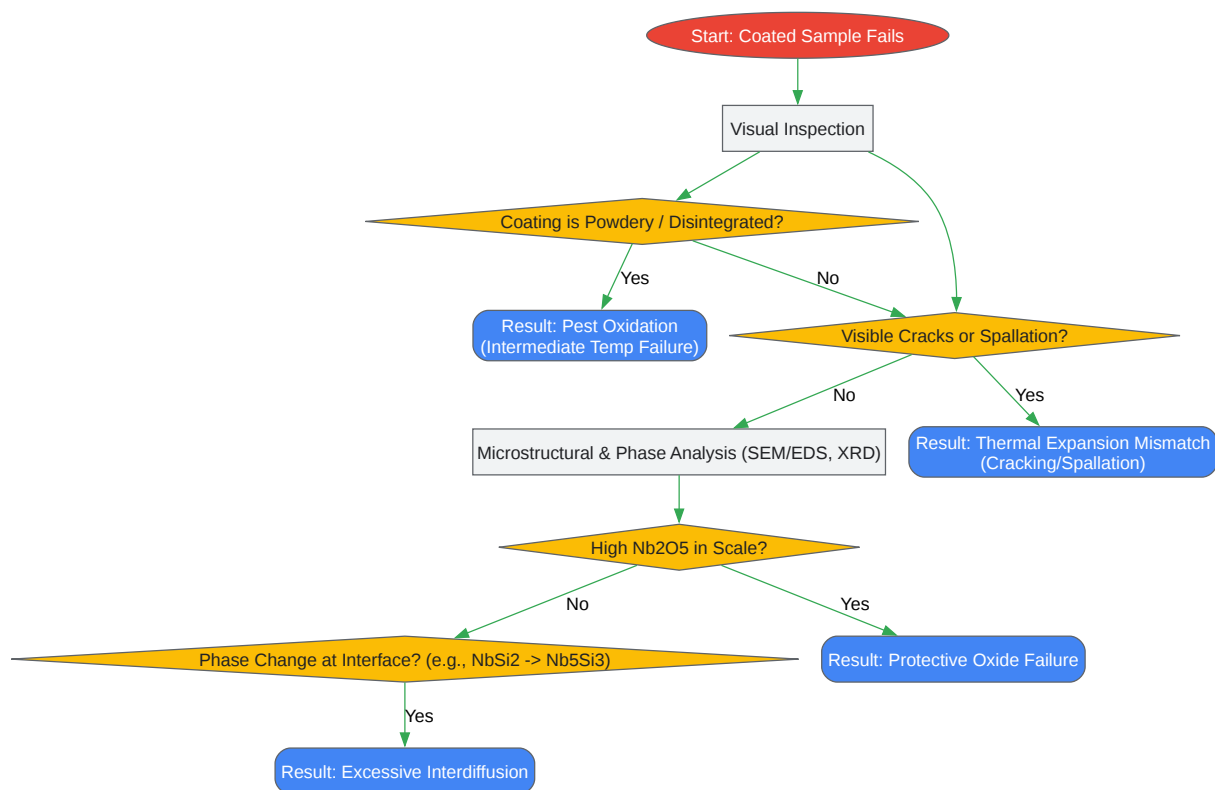 Start: Coated Sample Fails
Visual Inspection
Coating is Powdery / Disintegrated?
Yes
No
Result: Pest Oxidation
(Intermediate Temp Failure)
Visible Cracks or Spallation?
No
Yes
Microstructural & Phase Analysis (SEM/EDS, XRD)
Result: Thermal Expansion Mismatch
(Cracking/Spallation)
High Nb2O5 in Scale?
No
Yes
Phase Change at Interface? (e.g., NbSi2 -> Nb5Si3)
Result: Protective Oxide Failure
Yes
Result: Excessive Interdiffusion